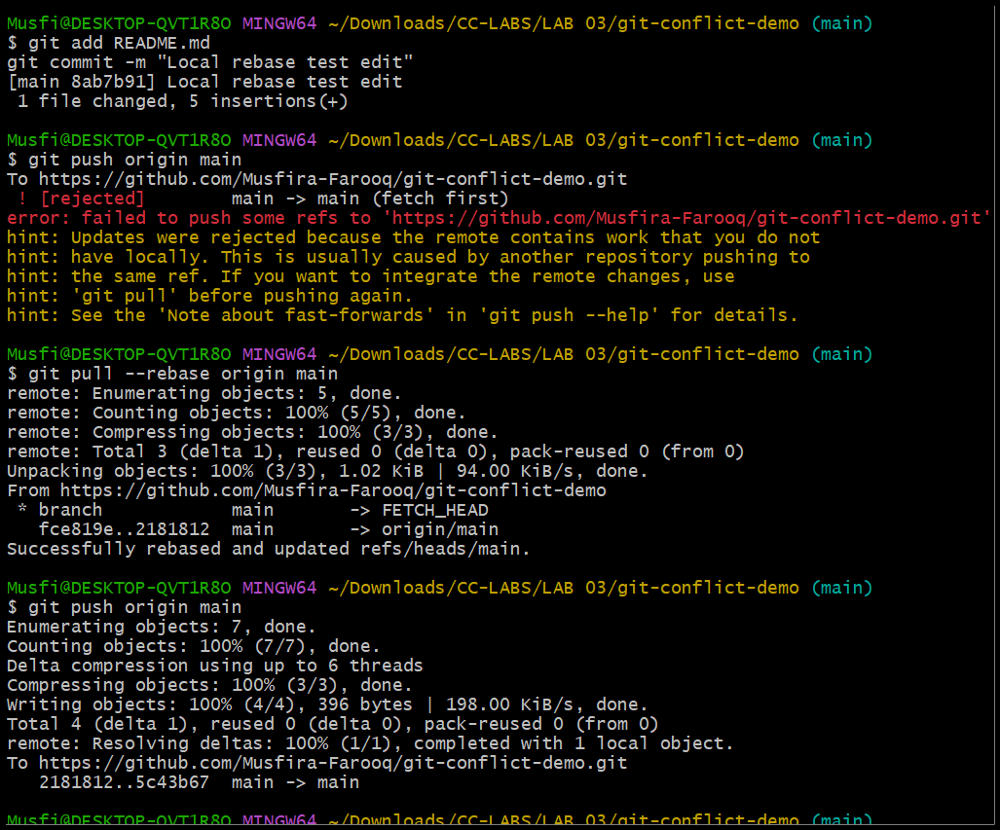 Musfi@DESKTOP-QVT1R8O MINGW64 ~/Downloads/CC-LABS/LAB 03/git-conflict-demo (main)
$ git add README.md
git commit -m "Local rebase test edit"
[main 8ab7b91] Local rebase test edit
 1 file changed, 5 insertions(+)
Musfi@DESKTOP-QVT1R8O MINGW64 ~/Downloads/CC-LABS/LAB 03/git-conflict-demo (main)
$ git push origin main
To https://github.com/Musfira-Farooq/git-conflict-demo.git
 ! [rejected]        main -> main (fetch first)
error: failed to push some refs to 'https://github.com/Musfira-Farooq/git-conflict-demo.git'
hint: Updates were rejected because the remote contains work that you do not
hint: have locally. This is usually caused by another repository pushing to
hint: the same ref. If you want to integrate the remote changes, use
hint: 'git pull' before pushing again.
hint: See the 'Note about fast-forwards' in 'git push --help' for details.
Musfi@DESKTOP-QVT1R8O MINGW64 ~/Downloads/CC-LABS/LAB 03/git-conflict-demo (main)
$ git pull --rebase origin main
remote: Enumerating objects: 5, done.
remote: Counting objects: 100% (5/5), done.
remote: Compressing objects: 100% (3/3), done.
remote: Total 3 (delta 1), reused 0 (delta 0), pack-reused 0 (from 0)
Unpacking objects: 100% (3/3), 1.02 KiB | 94.00 KiB/s, done.
From https://github.com/Musfira-Farooq/git-conflict-demo
 * branch            main       -> FETCH_HEAD
   fce819e..2181812  main       -> origin/main
Successfully rebased and updated refs/heads/main.
Musfi@DESKTOP-QVT1R8O MINGW64 ~/Downloads/CC-LABS/LAB 03/git-conflict-demo (main)
$ git push origin main
Enumerating objects: 7, done.
Counting objects: 100% (7/7), done.
Delta compression using up to 6 threads
Compressing objects: 100% (3/3), done.
Writing objects: 100% (4/4), 396 bytes | 198.00 KiB/s, done.
Total 4 (delta 1), reused 0 (delta 0), pack-reused 0 (from 0)
remote: Resolving deltas: 100% (1/1), completed with 1 local object.
To https://github.com/Musfira-Farooq/git-conflict-demo.git
   2181812..5c43b67  main -> main
Musfi@DESKTOP-QVT1R8O MINGW64 ~/Downloads/CC-LABS/LAB 03/git-conflict-demo (main)